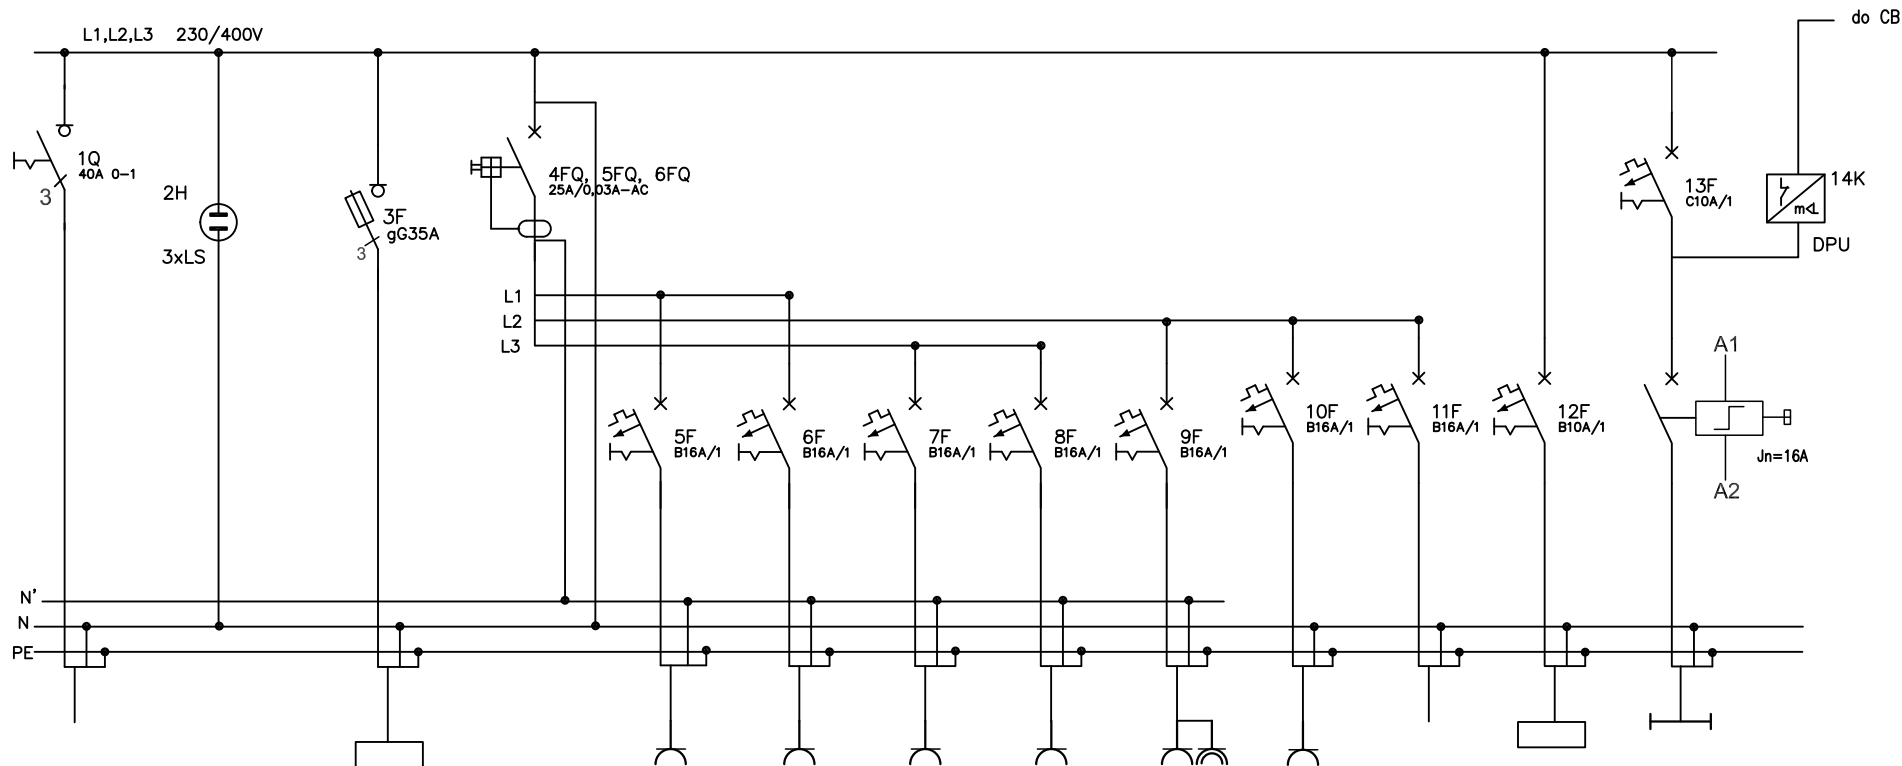 do CB
L1,L2,L3 230/400V
1Q
40A 0-1
3
2H
3xLS
3F
gG35A
3
4FQ, 5FQ, 6FQ
25A/0,03A-AC
13F
C10A/1
14K
m<L
DPU
L1
L2
L3
A1
5F
B16A/1
6F
B16A/1
7F
B16A/1
8F
B16A/1
9F
B16A/1
10F
B16A/1
11F
B16A/1
12F
B10A/1
Jn=16A
A2
N'
N
PE